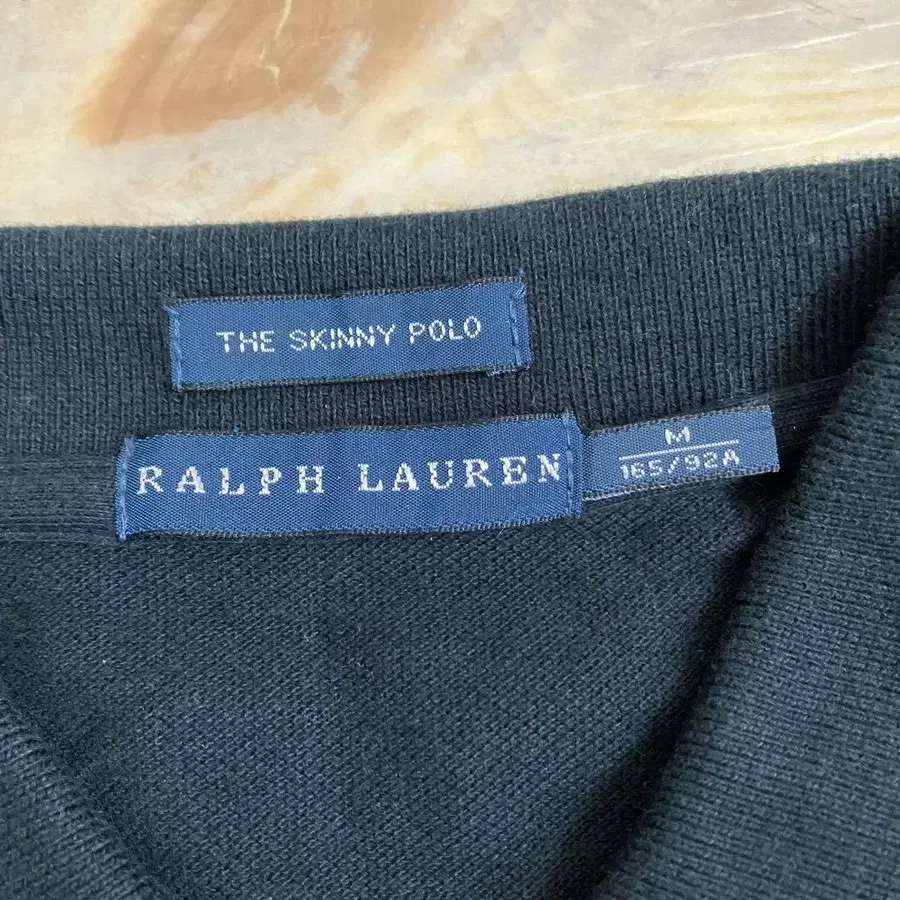 THE SKINNY POLO
RALPH LAUREN
M
165/92A